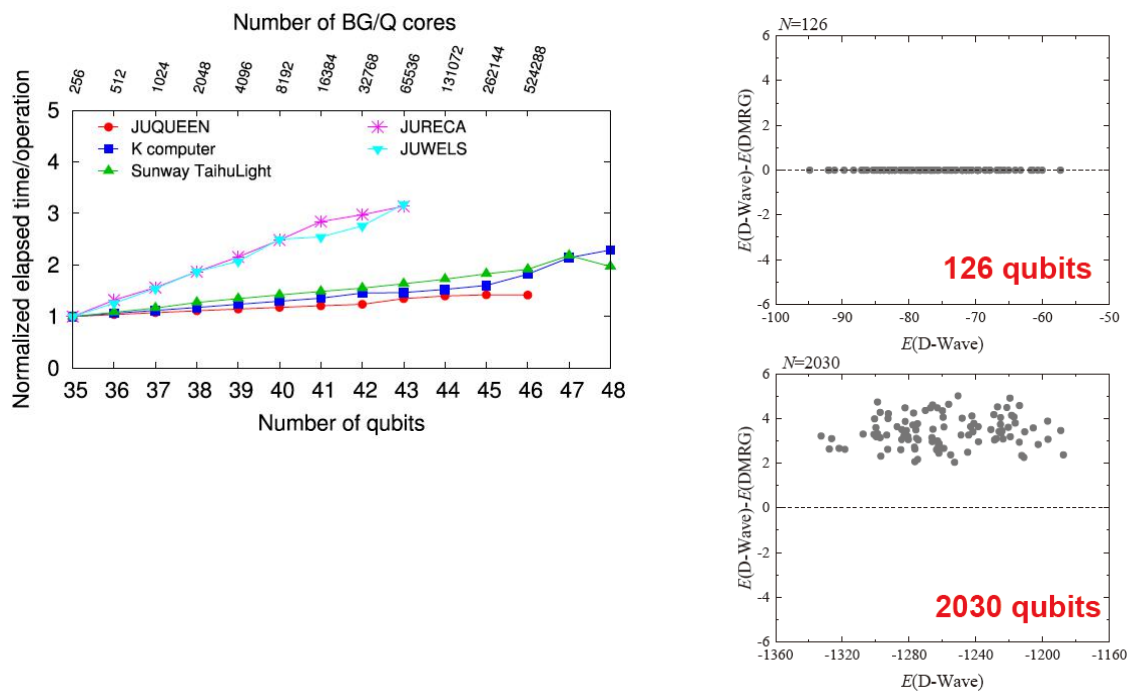 Number of BG/Q cores
256 512 1024 2048 4096 8192 16384 32768 65536 131072 262144 524288
Normalized elapsed time/operation
5
4
3
2
1
0
JUQUEEN
K computer
Sunway TaihuLight
JURECA
JUWELS
35 36 37 38 39 40 41 42 43 44 45 46 47 48
Number of qubits
N=126
E(D-Wave)-E(DMRG)
6
4
2
0
-2
-4
-6
126 qubits
-100 -90 -80 -70 -60 -50
E(D-Wave)
N=2030
E(D-Wave)-E(DMRG)
6
4
2
0
-2
-4
-6
2030 qubits
-1360 -1320 -1280 -1240 -1200 -1160
E(D-Wave)